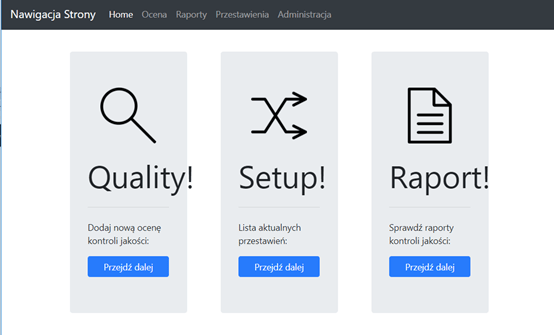 Nawigacja Strony Home Ocena Raporty Przestawienia Administracja
Quality!
Dodaj nową ocenę
kontroli jakości:
Przejdź dalej
Setup!
Lista aktualnych
przestawień:
Przejdź dalej
Raport!
Sprawdź raporty
kontroli jakości:
Przejdź dalej